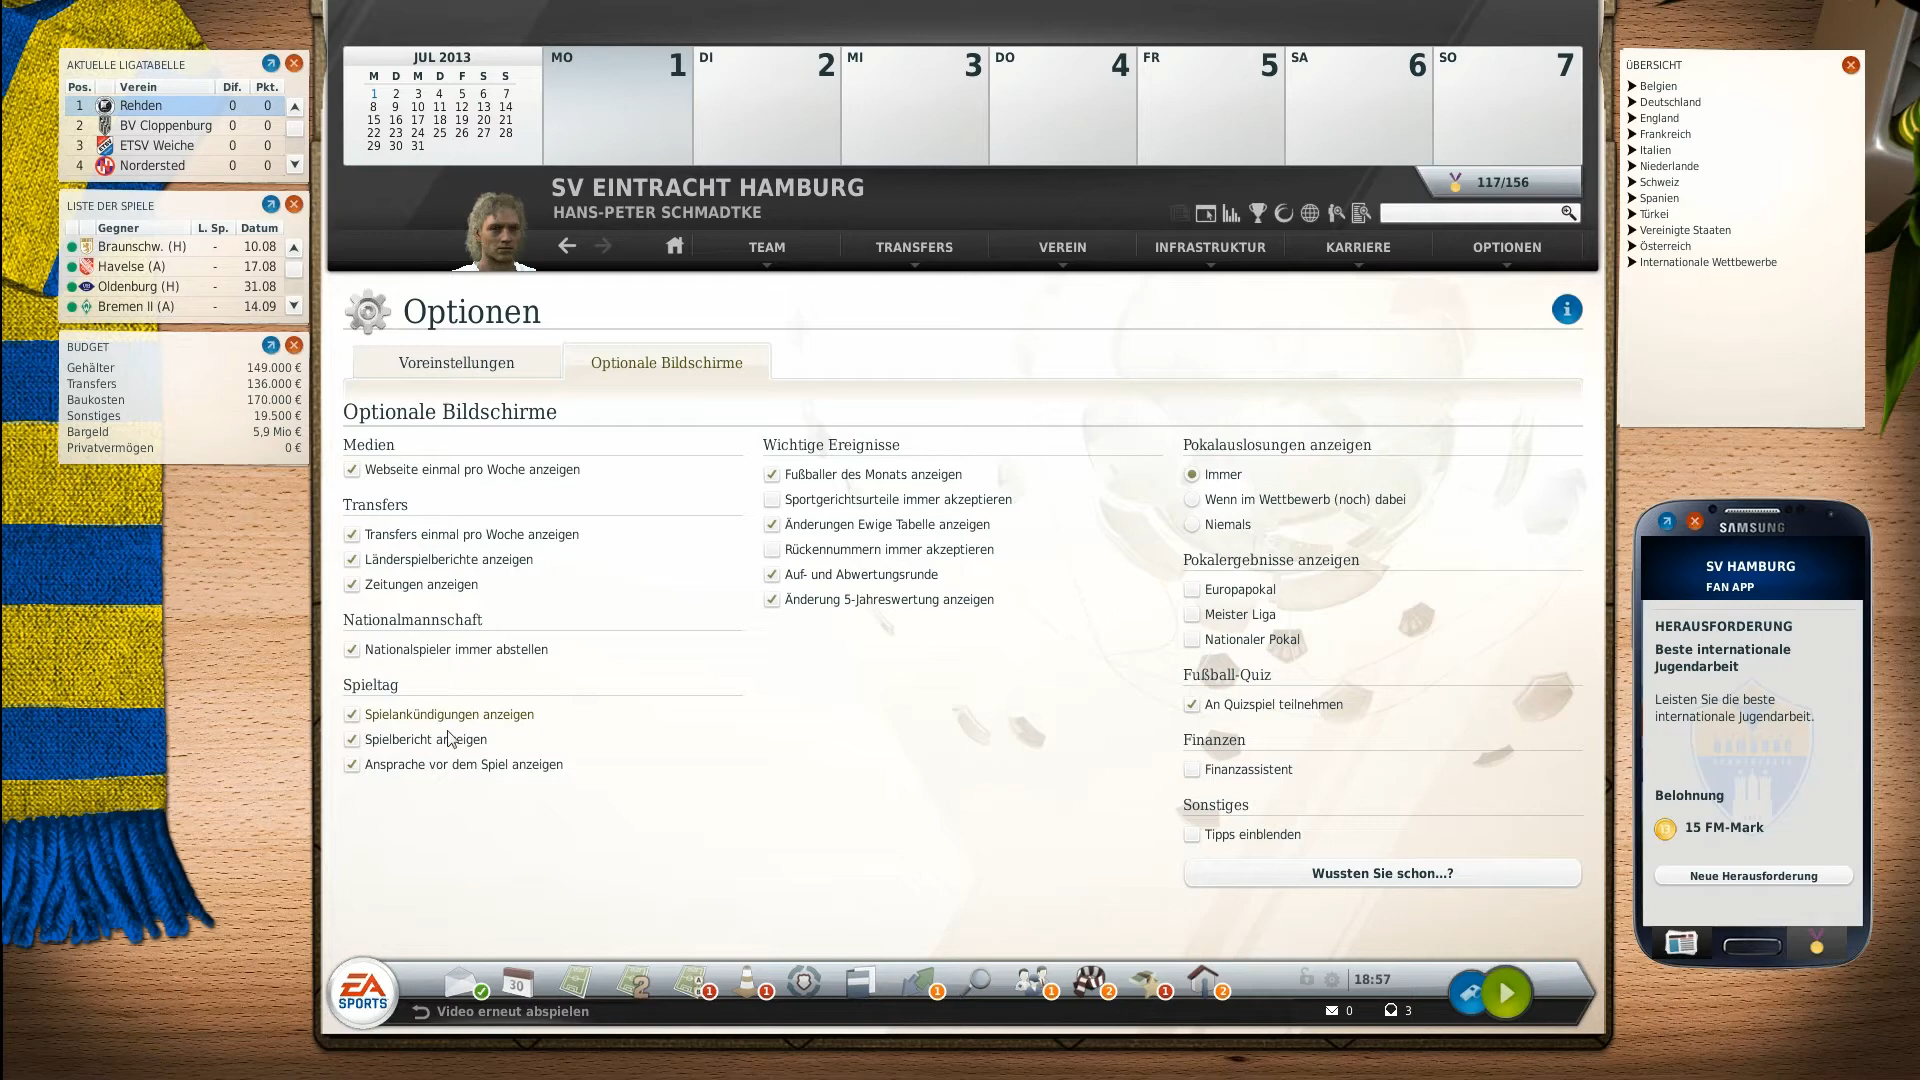 AKTUELLE LIGATABELLE
Pos. Verein Dif. Pkt.
1 Rehden 0 0
2 BV Cloppenburg 0 0
3 ETSV Weiche 0 0
4 Nordersted 0 0
LISTE DER SPIELE
Gegner L. Sp. Datum
Braunschw. (H) - 10.08
Havelse (A) - 17.08
Oldenburg (H) - 31.08
Bremen II (A) - 14.09
BUDGET
Gehälter 149.000 €
Transfers 136.000 €
Baukosten 170.000 €
Sonstiges 19.500 €
Bargeld 5,9 Mio €
Privatvermögen 0 €
JUL 2013
M D M D F S S
1 2 3 4 5 6 7
8 9 10 11 12 13 14
15 16 17 18 19 20 21
22 23 24 25 26 27 28
29 30 31
MO 1 DI 2 MI 3 DO 4 FR 5 SA 6 SO 7
SV EINTRACHT HAMBURG
HANS-PETER SCHMADTKE
117/156
TEAM TRANSFERS VEREIN INFRASTRUKTUR KARRIERE OPTIONEN
Optionen
Voreinstellungen Optionale Bildschirme
Optionale Bildschirme
Medien
Webseite einmal pro Woche anzeigen
Transfers
Transfers einmal pro Woche anzeigen
Länderspielberichte anzeigen
Zeitungen anzeigen
Nationalmannschaft
Nationalspieler immer abstellen
Spieltag
Spielankündigungen anzeigen
Spielbericht anzeigen
Ansprache vor dem Spiel anzeigen
Wichtige Ereignisse
Fußballer des Monats anzeigen
Sportgerichtsurteile immer akzeptieren
Änderungen Ewige Tabelle anzeigen
Rückennummern immer akzeptieren
Auf- und Abwertungsrunde
Änderung 5-Jahreswertung anzeigen
Pokalauslosungen anzeigen
Immer
Wenn im Wettbewerb (noch) dabei
Niemals
Pokalergebnisse anzeigen
Europapokal
Meister Liga
Nationaler Pokal
Fußball-Quiz
An Quizspiel teilnehmen
Finanzen
Finanzassistent
Sonstiges
Tipps einblenden
Wussten Sie schon...?
ÜBERSICHT
Belgien
Deutschland
England
Frankreich
Italien
Niederlande
Schweiz
Spanien
Türkei
Vereinigte Staaten
Österreich
Internationale Wettbewerbe
SAMSUNG
SV HAMBURG
FAN APP
HERAUSFORDERUNG
Beste internationale
Jugendarbeit
Leisten Sie die beste
internationale Jugendarbeit.
Belohnung
13 15 FM-Mark
Neue Herausforderung
EA
SPORTS
30 2 1 1 1 1 2 1 2
18:57
Video erneut abspielen
0 3